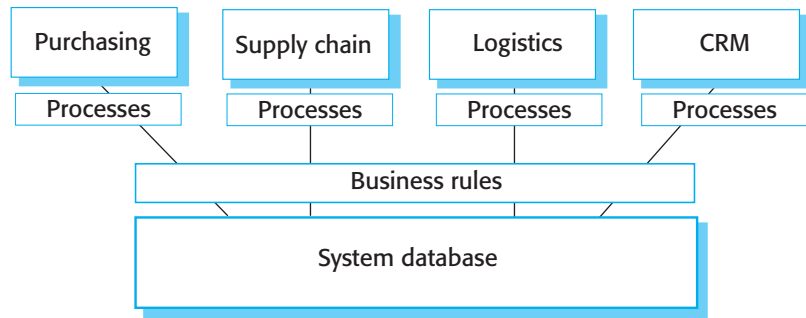 Purchasing
Supply chain
Logistics
CRM
Processes
Processes
Processes
Processes
Business rules
System database